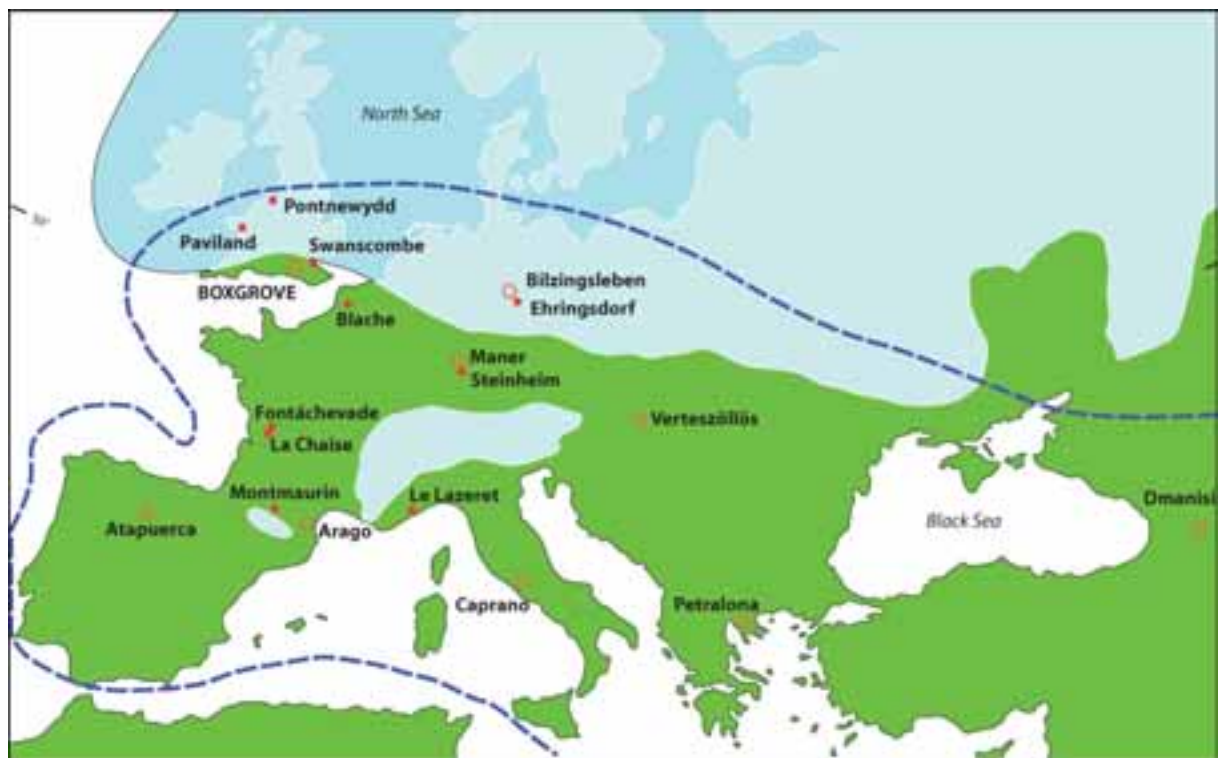 North Sea
Pontnewydd
Paviland
Swanscombe
BOXGROVE
Bilzingsleben
Ehringsdorf
Blache
Maner
Steinheim
Fontáchevade
La Chaise
Verteszöllös
Montmaurin
Le Lazeret
Atapuerca
Arago
Black Sea
Dmanisi
Caprano
Petralona